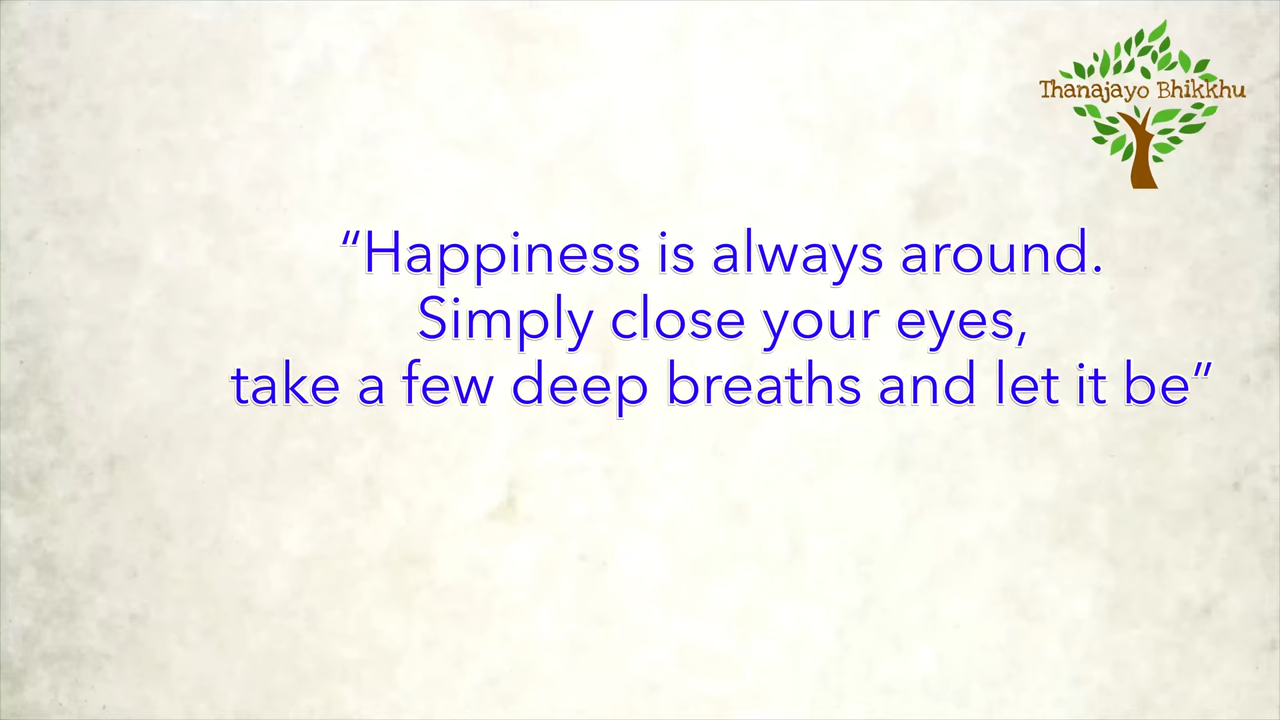 Thanajayo Bhikkhu
“Happiness is always around.
Simply close your eyes,
take a few deep breaths and let it be”